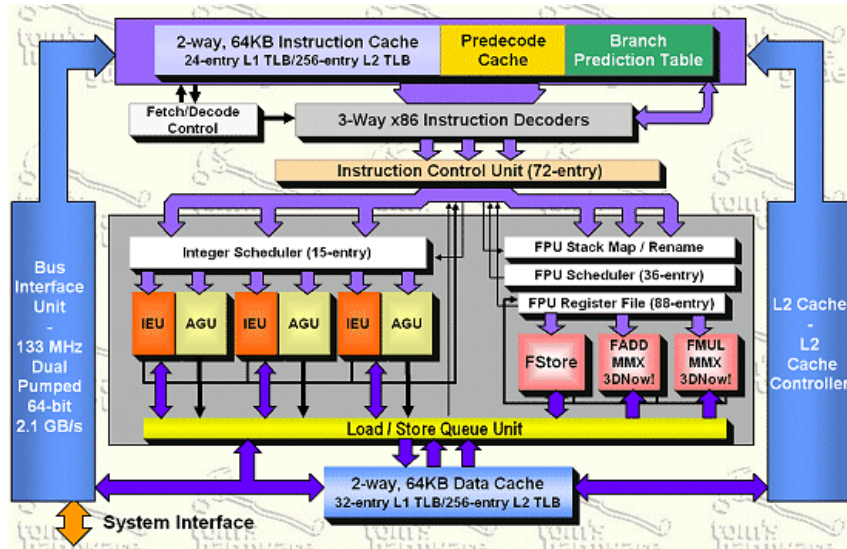 2-way, 64KB Instruction Cache
24-entry L1 TLB/256-entry L2 TLB
Predecode
Cache
Branch
Prediction Table
Fetch/Decode
Control
3-Way x86 Instruction Decoders
Instruction Control Unit (72-entry)
Bus
Interface
Unit
-
133 MHz
Dual
Pumped
64-bit
2.1 GB/s
Integer Scheduler (15-entry)
FPU Stack Map / Rename
FPU Scheduler (36-entry)
FPU Register File (88-entry)
IEU
AGU
IEU
AGU
IEU
AGU
FStore
FADD
MMX
3DNow!
FMUL
MMX
3DNow!
L2 Cache
-
L2
Cache
Controller
Load / Store Queue Unit
2-way, 64KB Data Cache
32-entry L1 TLB/256-entry L2 TLB
System Interface